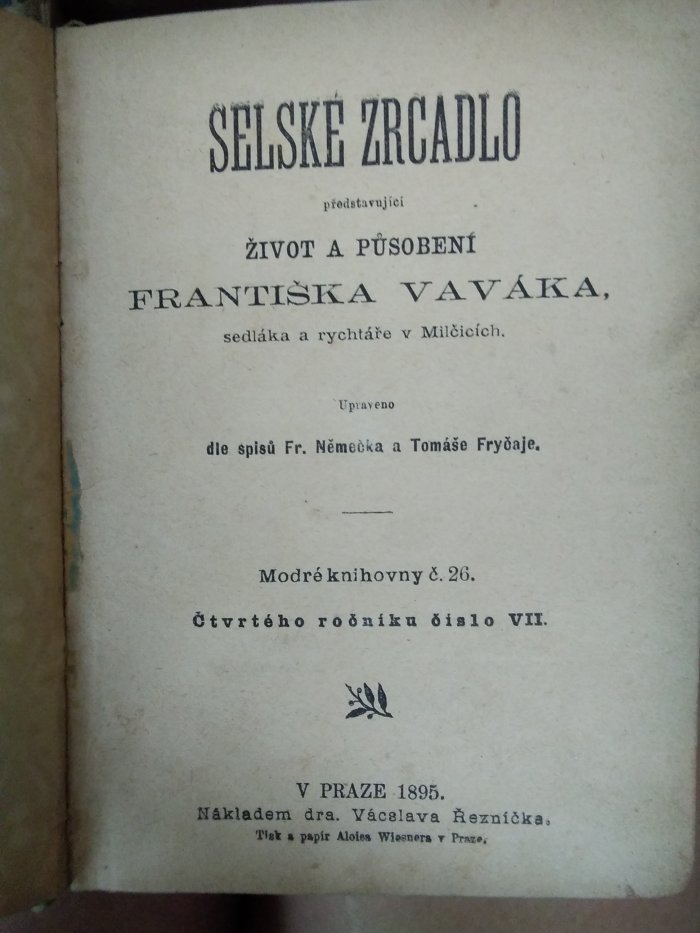 SELSKÉ ZRCADLO
představující
ŽIVOT A PŮSOBENÍ
FRANTIŠKA VAVÁKA,
sedláka a rychtáře v Milčicích.
Upraveno
dle spisů Fr. Němečka a Tomáše Fryčaje.
Modré knihovny č. 26.
Čtvrtého ročníku číslo VII.
V PRAZE 1895.
Nákladem dra. Vácslava Řezníčka.
Tisk a papír Aloisa Wiesnera v Praze.